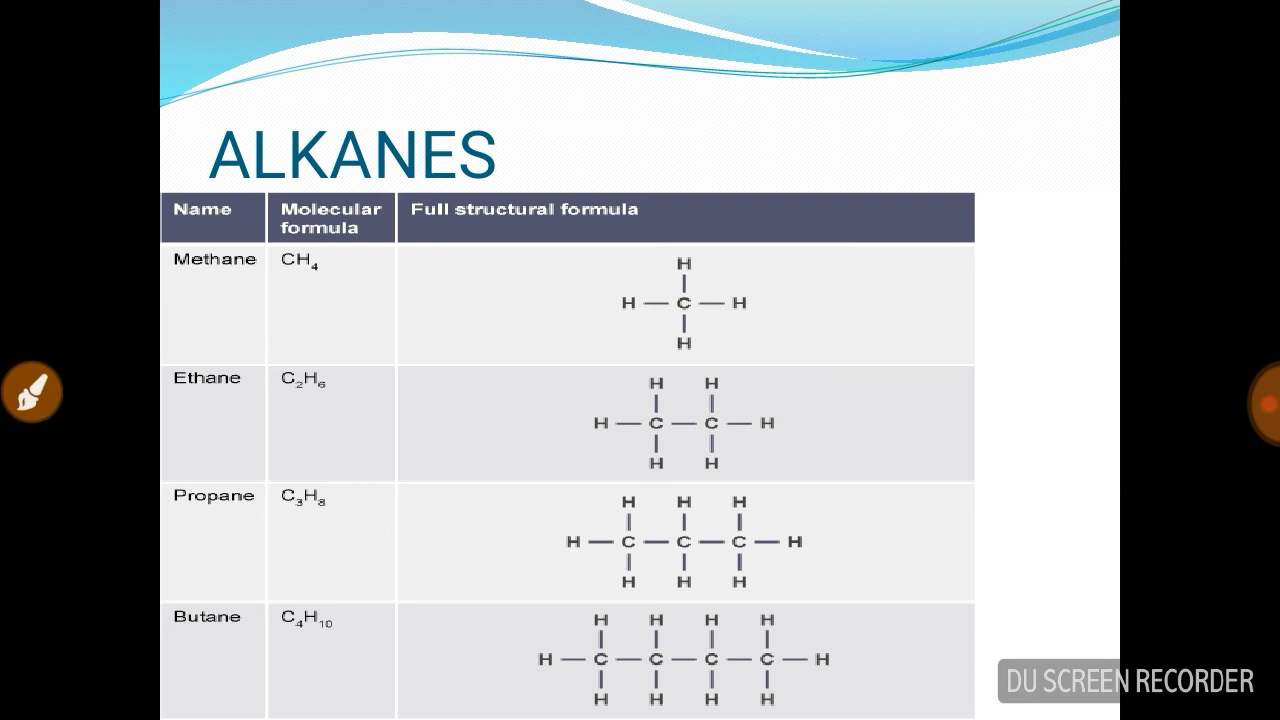 ALKANES
Name Molecular formula Full structural formula
Methane CH₄
H
H — C — H
H
Ethane C₂H₆
H H
H — C — C — H
H H
Propane C₃H₈
H H H
H — C — C — C — H
H H H
Butane C₄H₁₀
H H H H
H — C — C — C — C — H
H H H H
DU SCREEN RECORDER